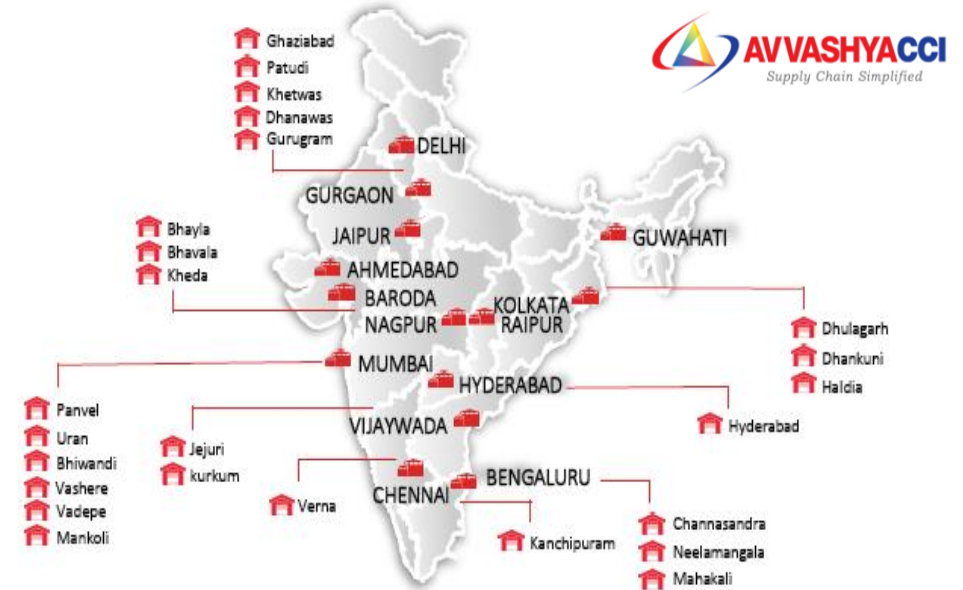 AVVASHYACCI
Supply Chain Simplified
Ghaziabad
Patudi
Khetwas
Dhanawas
Gurugram
DELHI
GURGAON
JAIPUR
GUWAHATI
Bhayla
Bhavala
Kheda
AHMEDABAD
BARODA
KOLKATA
NAGPUR
RAIPUR
Dhulagarh
Dhankuni
Haldia
MUMBAI
HYDERABAD
Panvel
Uran
Bhiwandi
Vashere
Vadepe
Mankoli
VIJAYWADA
Hyderabad
Jejuri
kurkum
CHENNAI
BENGALURU
Verna
Kanchipuram
Channasandra
Neelamangala
Mahakali